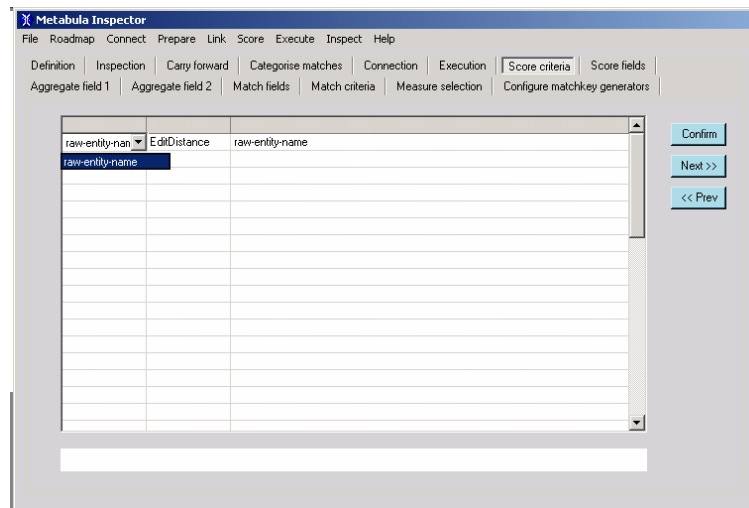 Metabula Inspector
File Roadmap Connect Prepare Link Score Execute Inspect Help
Definition Inspection Carry forward Categorise matches Connection Execution Score criteria Score fields
Aggregate field 1 Aggregate field 2 Match fields Match criteria Measure selection Configure matchkey generators
raw-entity-nan EditDistance raw-entity-name
raw-entity-name
Confirm
Next >>
<< Prev